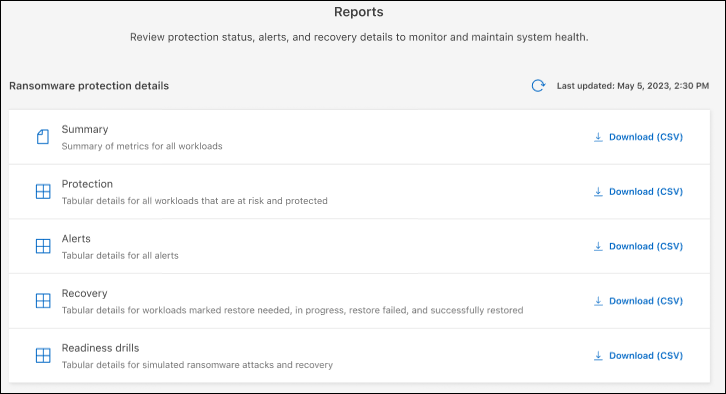 Reports
Review protection status, alerts, and recovery details to monitor and maintain system health.
Ransomware protection details
Last updated: May 5, 2023, 2:30 PM
Summary
Summary of metrics for all workloads
Download (CSV)
Protection
Tabular details for all workloads that are at risk and protected
Download (CSV)
Alerts
Tabular details for all alerts
Download (CSV)
Recovery
Tabular details for workloads marked restore needed, in progress, restore failed, and successfully restored
Download (CSV)
Readiness drills
Tabular details for simulated ransomware attacks and recovery
Download (CSV)